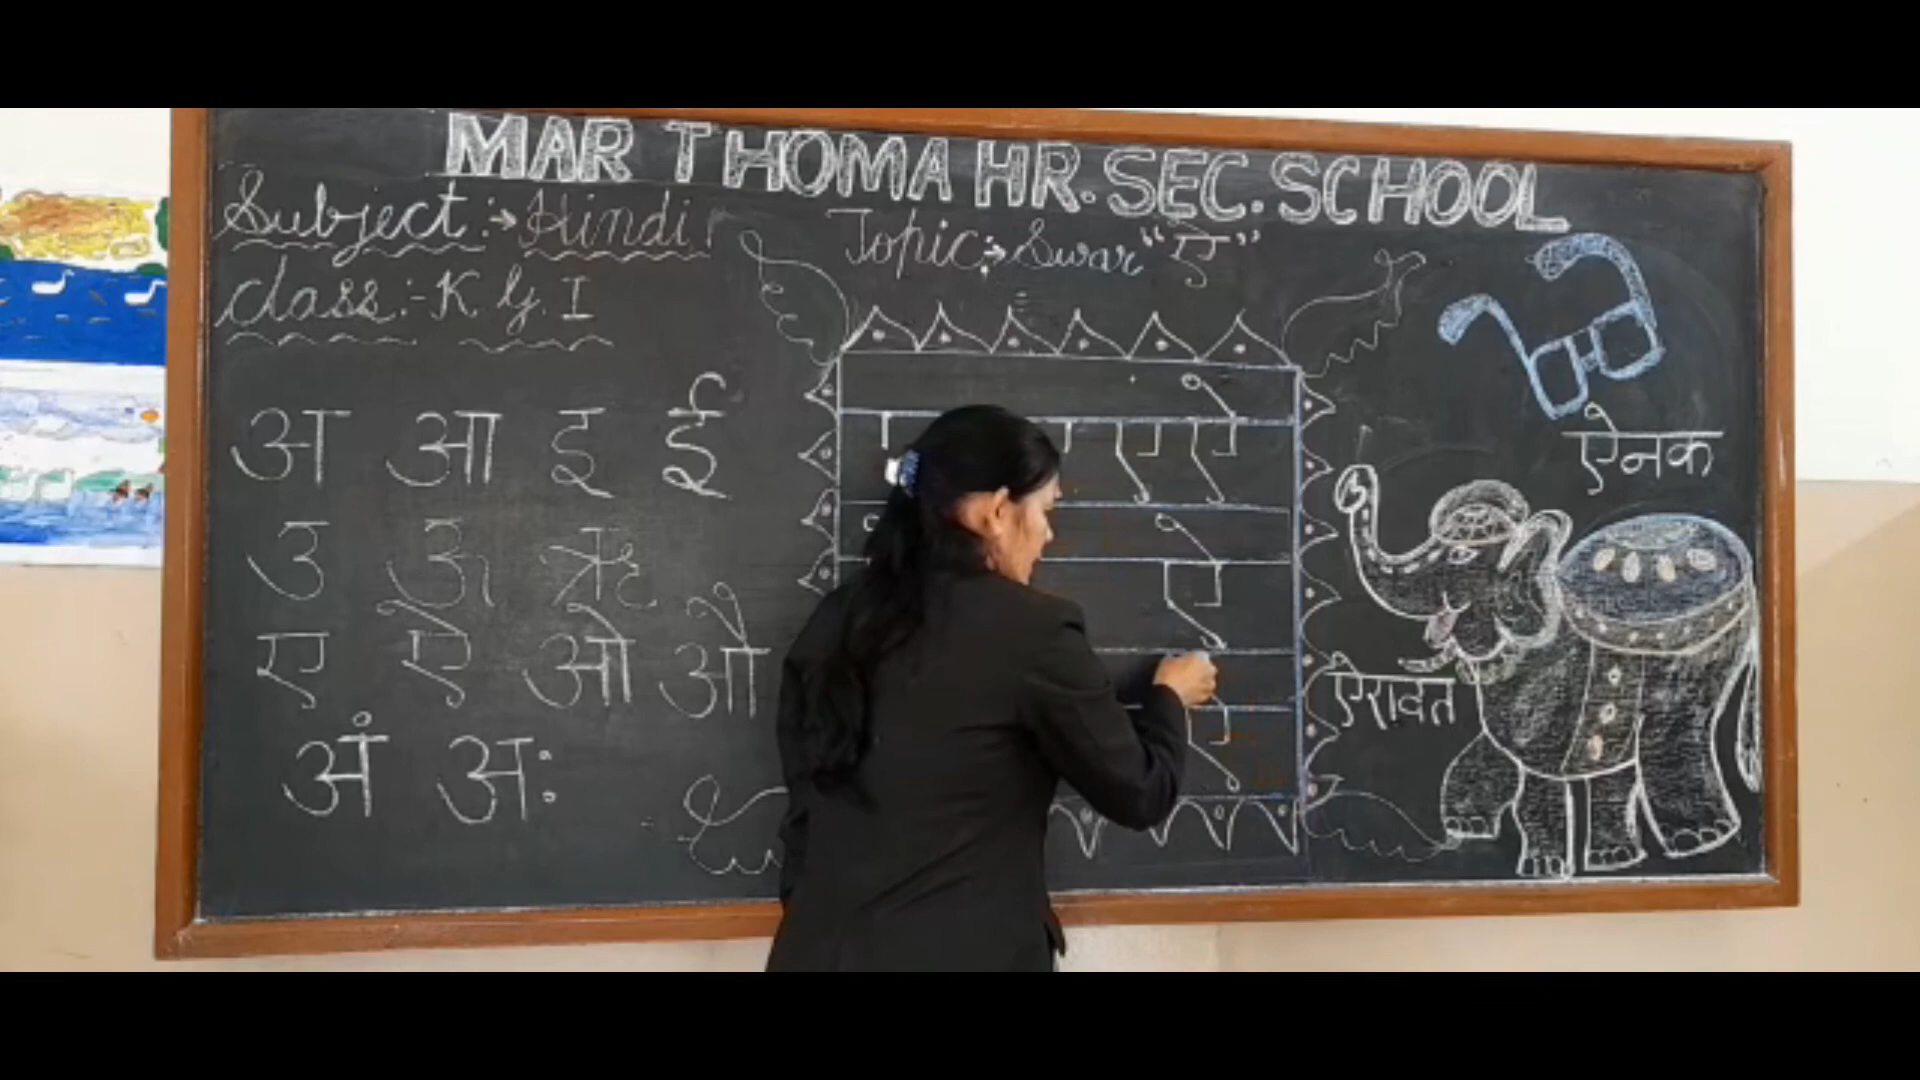 MAR THOMA HR. SEC. SCHOOL
Subject:→ Hindi
Topic:→ Swar “ऐ”
class:- K.G. I
अ आ इ ई
उ ऊ ऋ
ए ऐ ओ औ
अं अः
ए ऐ
ऐ
ऐनक
ऐरावत